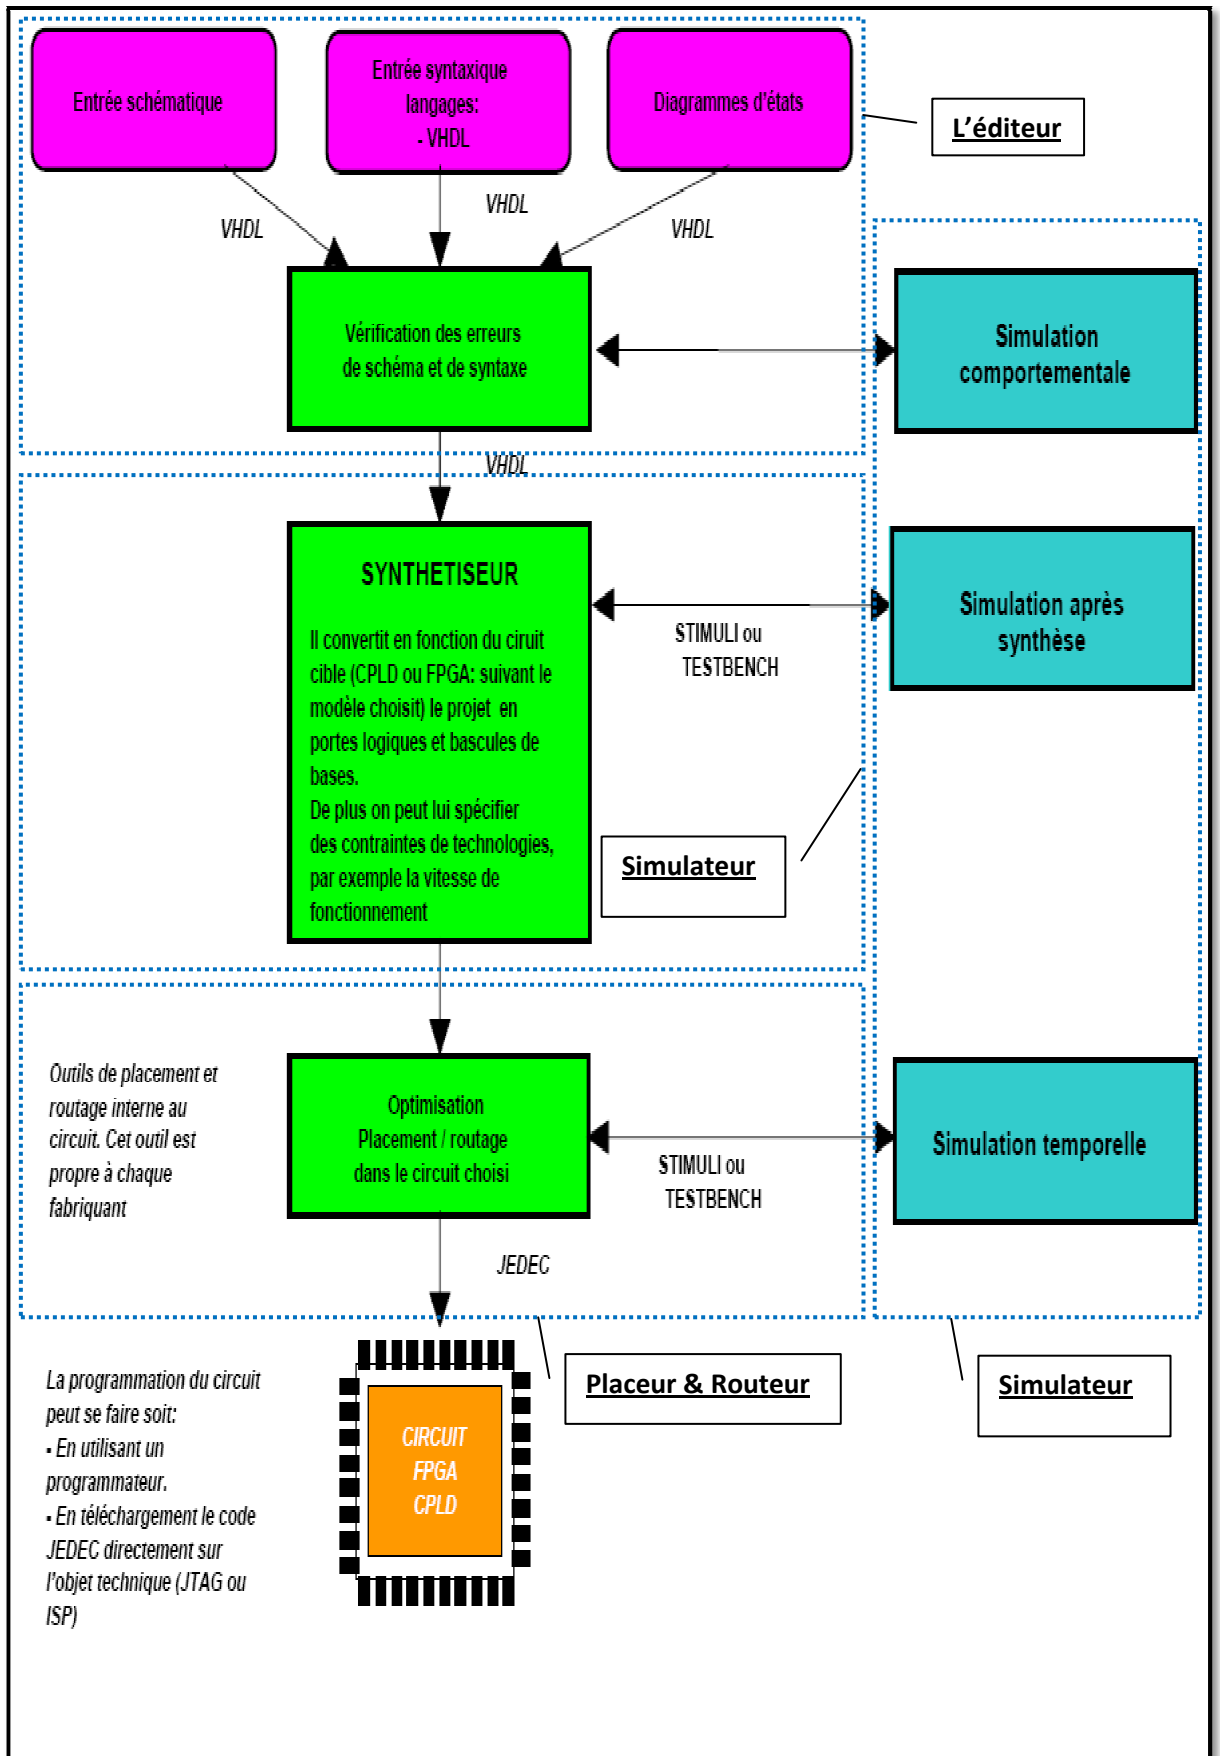 Entrée schématique
Entrée syntaxique
langages:
- VHDL
Diagrammes d'états
L'éditeur
VHDL
VHDL
VHDL
Vérification des erreurs
de schéma et de syntaxe
Simulation
comportementale
VHDL
SYNTHETISEUR
Il convertit en fonction du ciruit
cible (CPLD ou FPGA: suivant le
modèle choisit) le projet en
portes logiques et bascules de
bases.
De plus on peut lui spécifier
des contraintes de technologies,
par exemple la vitesse de
fonctionnement
STIMULI ou
TESTBENCH
Simulation après
synthèse
Simulateur
Outils de placement et
routage interne au
circuit. Cet outil est
propre à chaque
fabriquant
Optimisation
Placement / routage
dans le circuit choisi
STIMULI ou
TESTBENCH
Simulation temporelle
JEDEC
Placeur & Routeur
Simulateur
La programmation du circuit
peut se faire soit:
- En utilisant un
programmateur.
- En téléchargement le code
JEDEC directement sur
l'objet technique (JTAG ou
ISP)
CIRCUIT
FPGA
CPLD